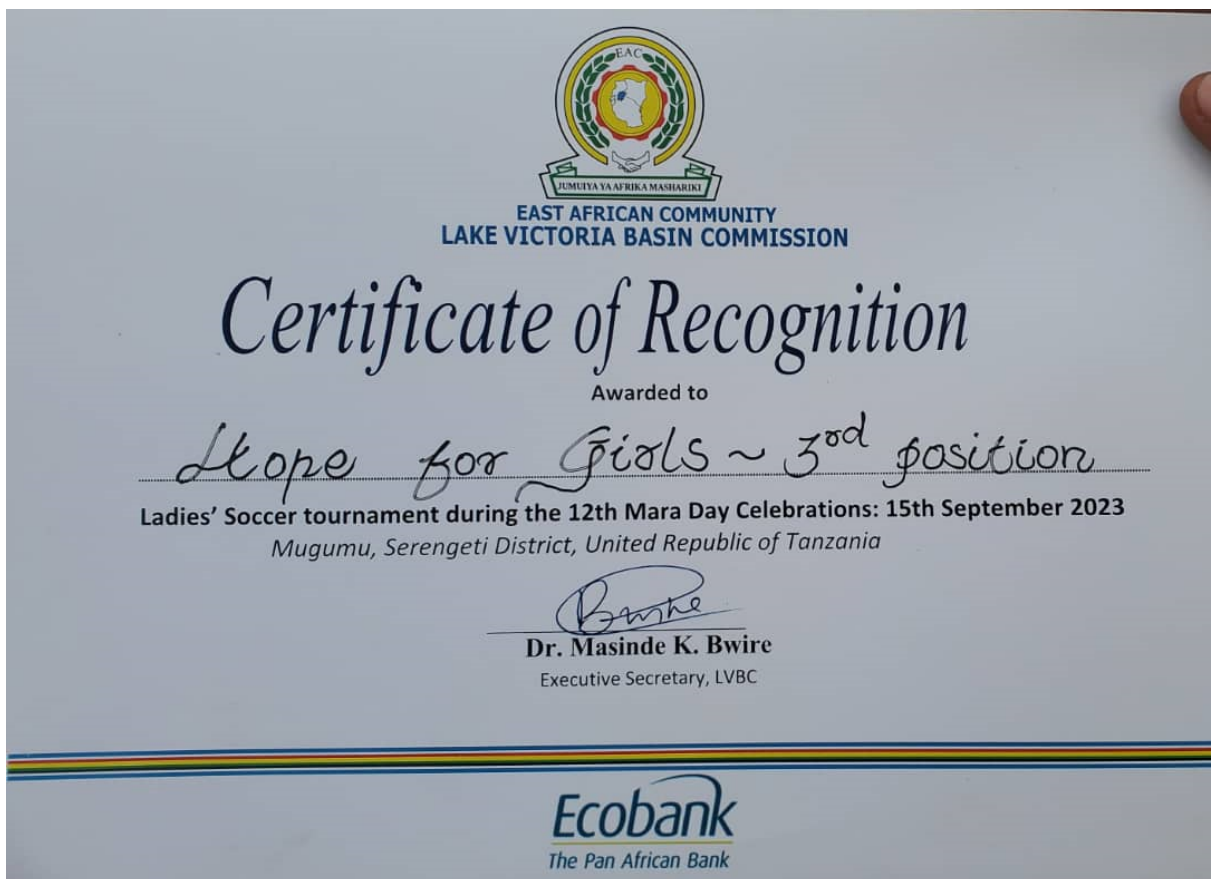 EAC
JUMUIYA YA AFRIKA MASHARIKI
EAST AFRICAN COMMUNITY
LAKE VICTORIA BASIN COMMISSION
Certificate of Recognition
Awarded to
Hope for Girls ~ 3rd position
Ladies' Soccer tournament during the 12th Mara Day Celebrations: 15th September 2023
Mugumu, Serengeti District, United Republic of Tanzania
Bwire
Dr. Masinde K. Bwire
Executive Secretary, LVBC
Ecobank
The Pan African Bank